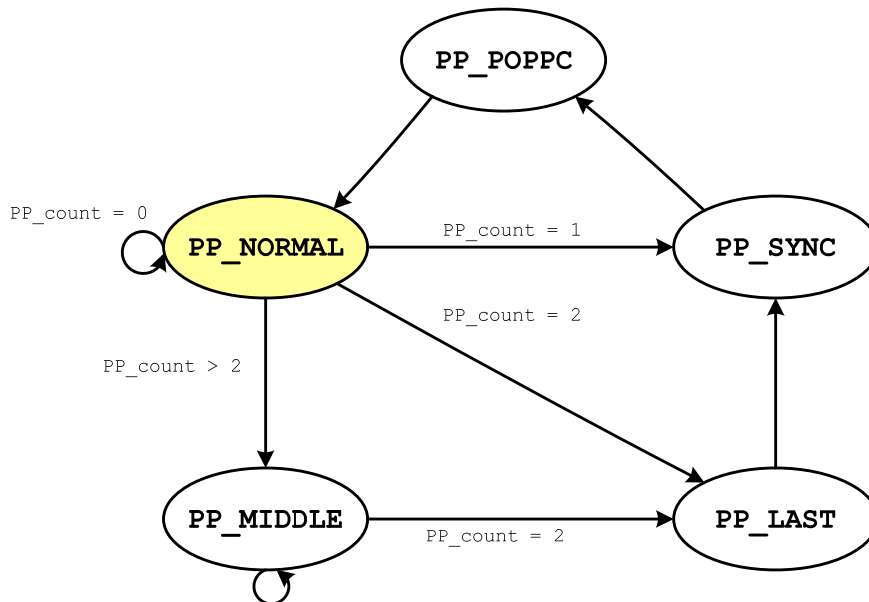 PP_POPPC
PP_count = 0
PP_NORMAL
PP_count = 1
PP_SYNC
PP_count = 2
PP_count > 2
PP_MIDDLE
PP_count = 2
PP_LAST